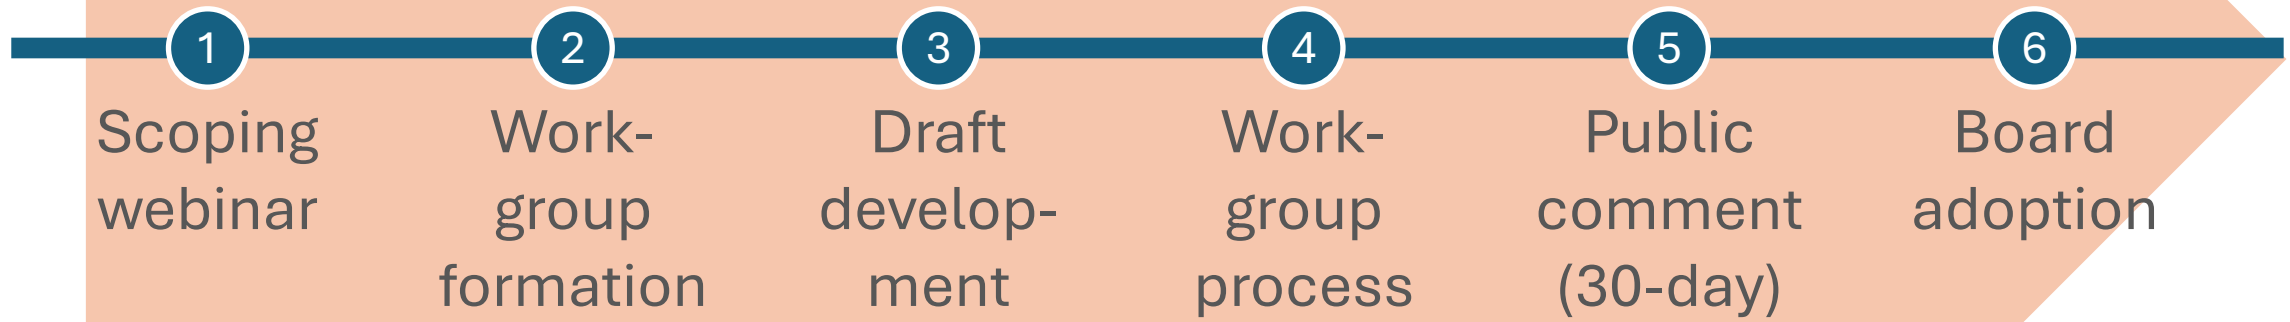 1
Scoping
webinar
2
Work-
group
formation
3
Draft
develop-
ment
4
Work-
group
process
5
Public
comment
(30-day)
6
Board
adoption